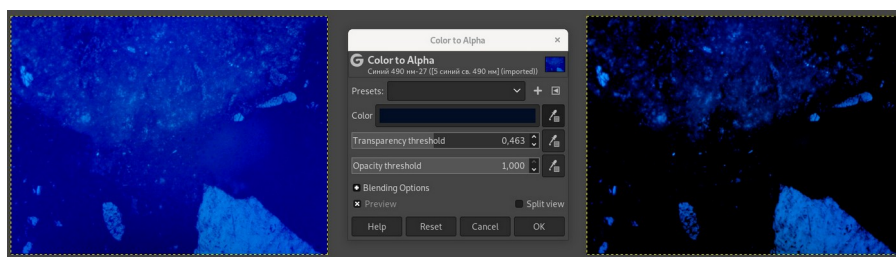 Color to Alpha
Color to Alpha
Синий 490 нм-27 ([5 синий св. 490 нм] (imported))
Presets:
Color
Transparency threshold 0,463
Opacity threshold 1,000
Blending Options
Preview Split view
Help Reset Cancel OK